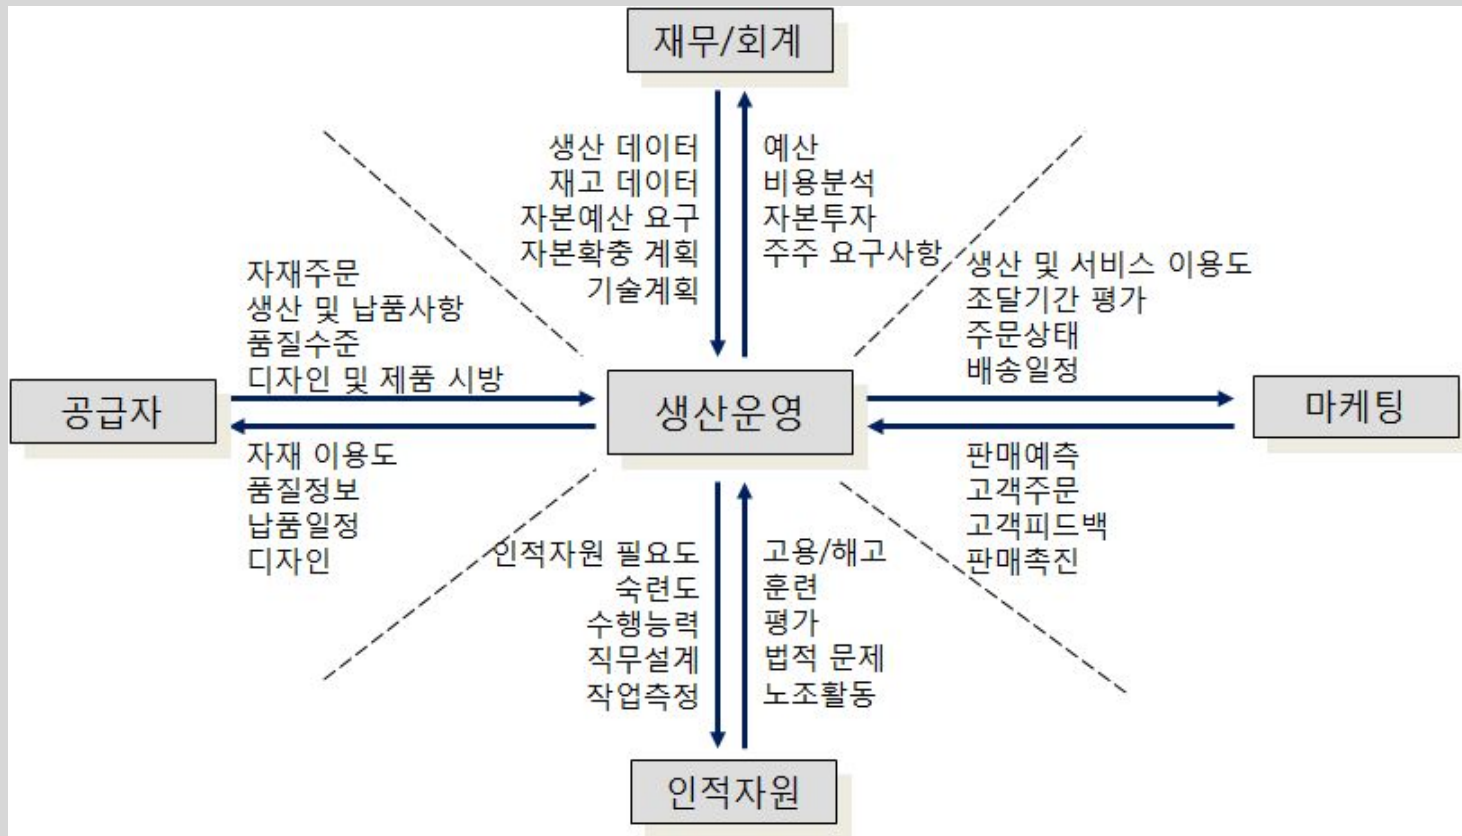 재무/회계
생산 데이터
재고 데이터
자본예산 요구
자본확충 계획
기술계획
예산
비용분석
자본투자
주주 요구사항
자재주문
생산 및 납품사항
품질수준
디자인 및 제품 시방
생산 및 서비스 이용도
조달기간 평가
주문상태
배송일정
공급자
생산운영
마케팅
자재 이용도
품질정보
납품일정
디자인
판매예측
고객주문
고객피드백
판매촉진
인적자원 필요도
숙련도
수행능력
직무설계
작업측정
고용/해고
훈련
평가
법적 문제
노조활동
인적자원